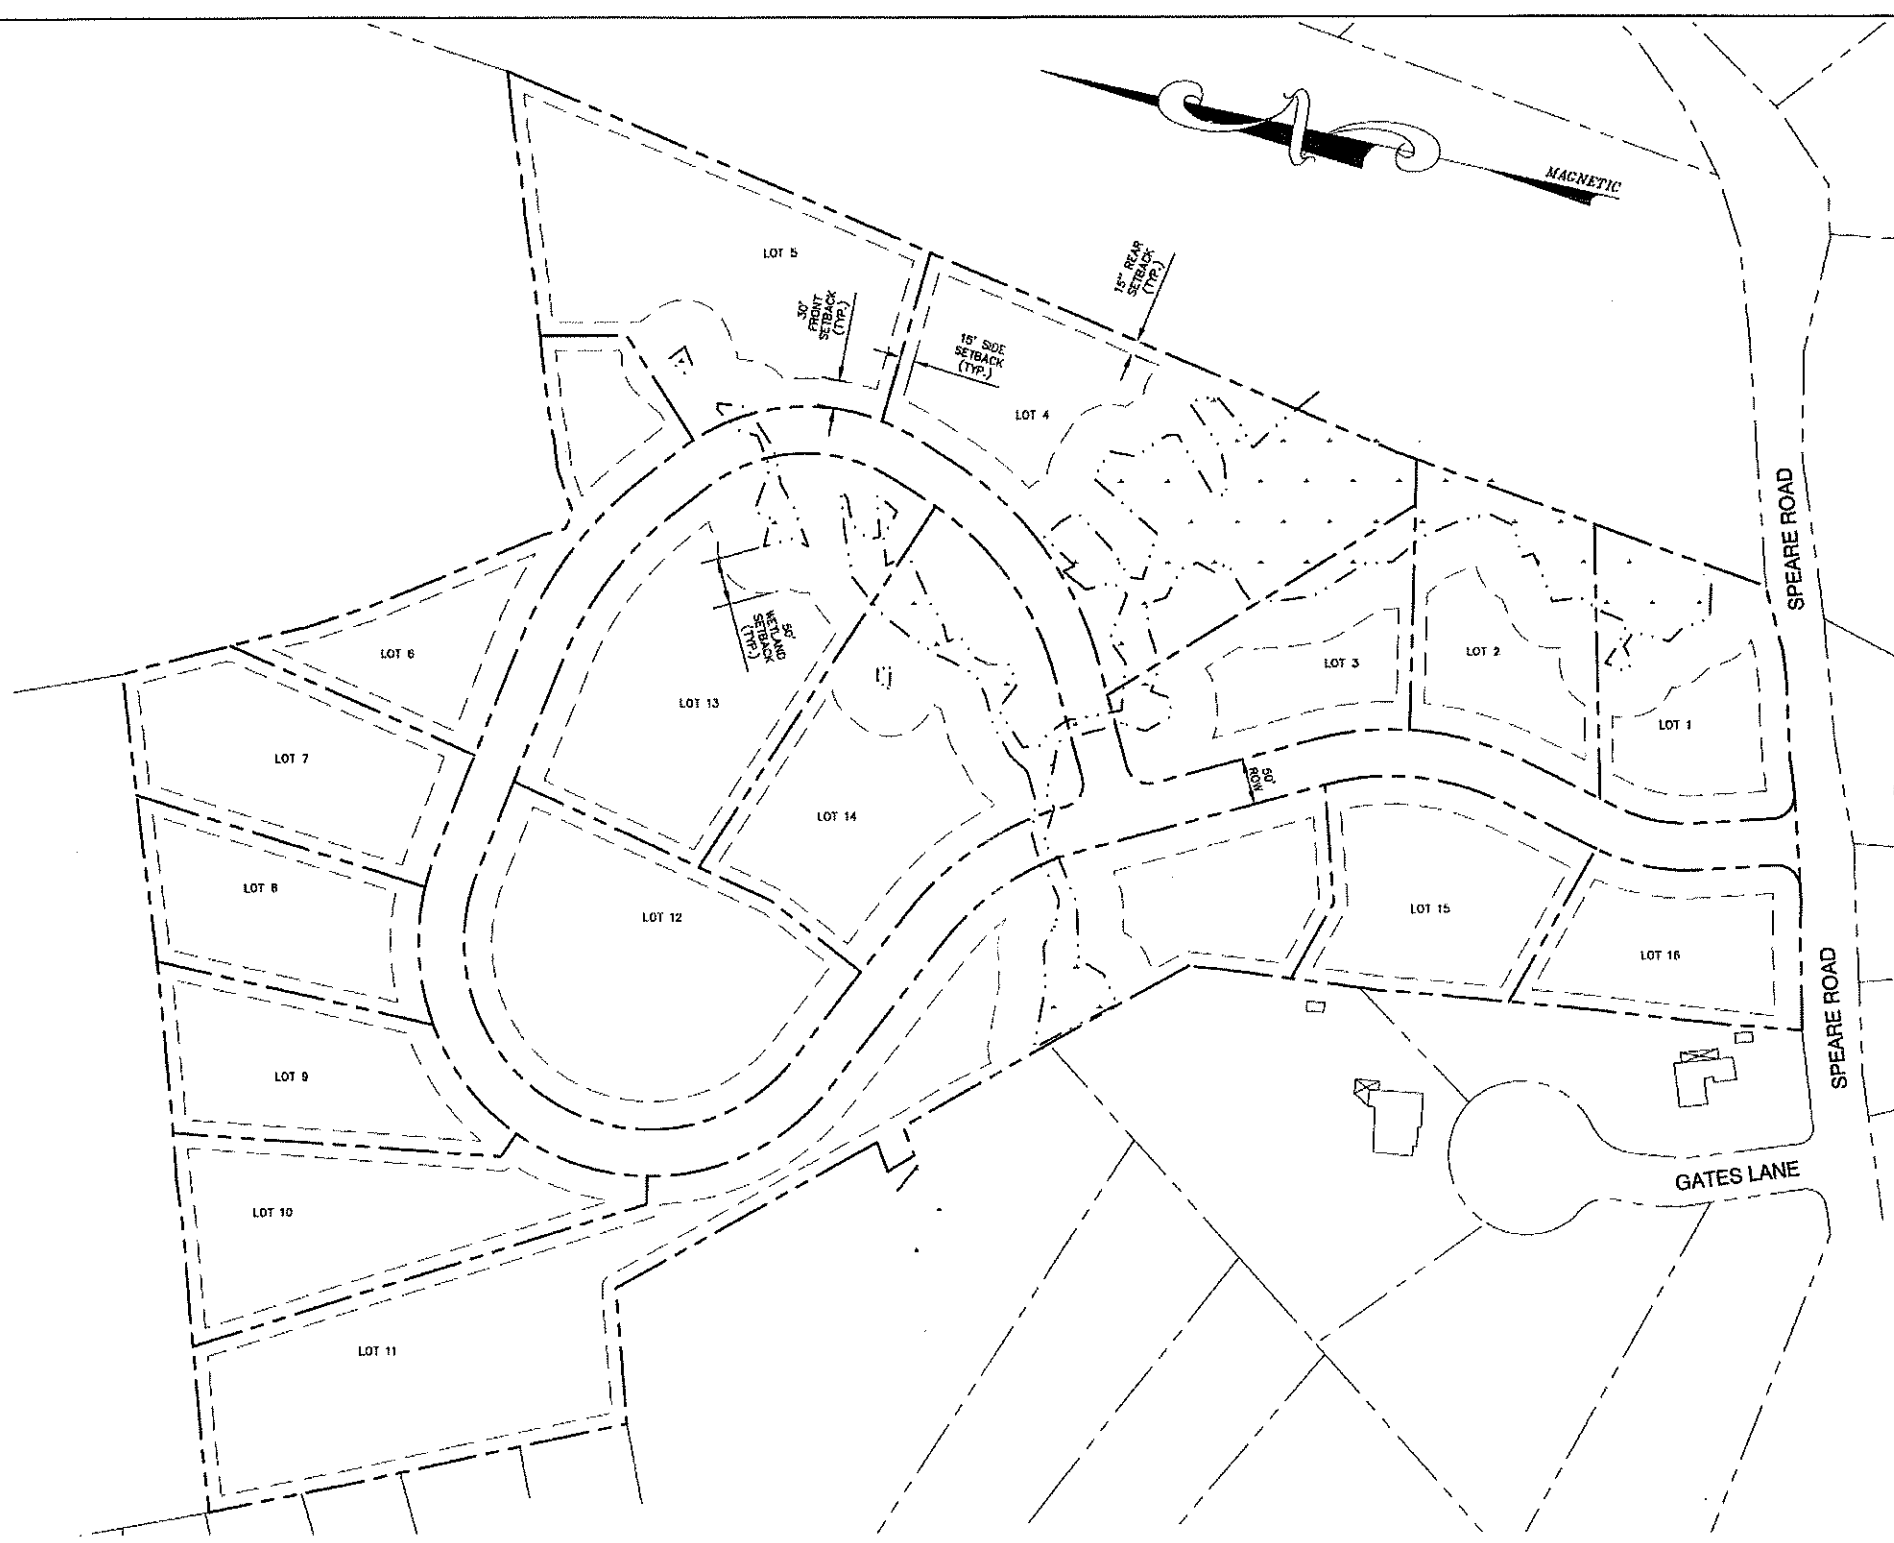 MAGNETIC
LOT 5
15" REAR
SETBACK
(TYP.)
30'
FRONT
SETBACK
(TYP.)
15' SIDE
SETBACK
(TYP.)
LOT 4
SPEARE ROAD
50'
WEYLAND
SETBACK
(TYP.)
LOT 6
LOT 13
LOT 3
LOT 2
LOT 1
LOT 7
50'
ROW
LOT 14
LOT 8
LOT 12
LOT 15
LOT 16
SPEARE ROAD
LOT 9
GATES LANE
LOT 10
LOT 11